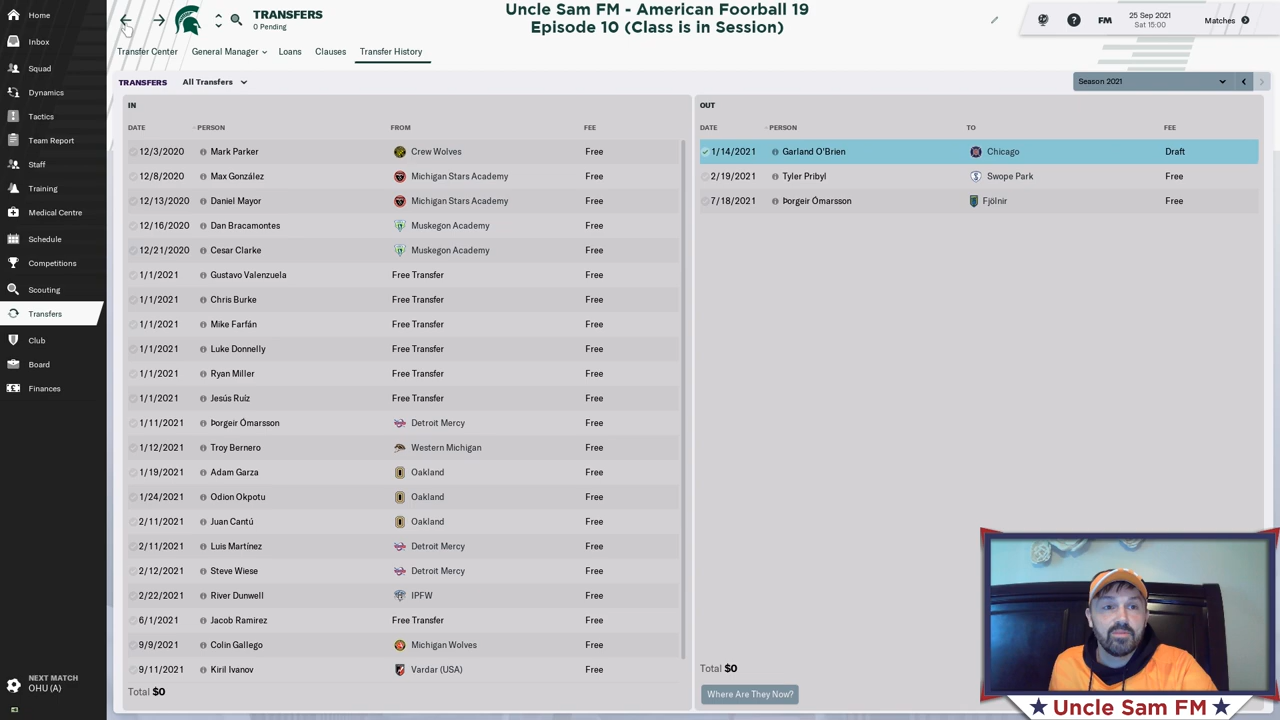 Home
Inbox
Squad
Dynamics
Tactics
Team Report
Staff
Training
Medical Centre
Schedule
Competitions
Scouting
Transfers
Club
Board
Finances
NEXT MATCH
OHU (A)
TRANSFERS
0 Pending
Uncle Sam FM - American Foorball 19
Episode 10 (Class is in Session)
FM
25 Sep 2021
Sat 15:00
Matches
Transfer Center General Manager Loans Clauses Transfer History
TRANSFERS All Transfers
Season 2021
IN
DATE PERSON FROM FEE
12/3/2020 Mark Parker Crew Wolves Free
12/8/2020 Max González Michigan Stars Academy Free
12/13/2020 Daniel Mayor Michigan Stars Academy Free
12/16/2020 Dan Bracamontes Muskegon Academy Free
12/21/2020 Cesar Clarke Muskegon Academy Free
1/1/2021 Gustavo Valenzuela Free Transfer Free
1/1/2021 Chris Burke Free Transfer Free
1/1/2021 Mike Farfán Free Transfer Free
1/1/2021 Luke Donnelly Free Transfer Free
1/1/2021 Ryan Miller Free Transfer Free
1/1/2021 Jesús Ruíz Free Transfer Free
1/11/2021 Þorgeir Ómarsson Detroit Mercy Free
1/12/2021 Troy Bernero Western Michigan Free
1/19/2021 Adam Garza Oakland Free
1/24/2021 Odion Okpotu Oakland Free
2/11/2021 Juan Cantú Oakland Free
2/11/2021 Luis Martínez Detroit Mercy Free
2/12/2021 Steve Wiese Detroit Mercy Free
2/22/2021 River Dunwell IPFW Free
6/1/2021 Jacob Ramirez Free Transfer Free
9/9/2021 Colin Gallego Michigan Wolves Free
9/11/2021 Kiril Ivanov Vardar (USA) Free
Total $0
OUT
DATE PERSON TO FEE
1/14/2021 Garland O'Brien Chicago Draft
2/19/2021 Tyler Pribyl Swope Park Free
7/18/2021 Þorgeir Ómarsson Fjölnir Free
Total $0
Where Are They Now?
Uncle Sam FM